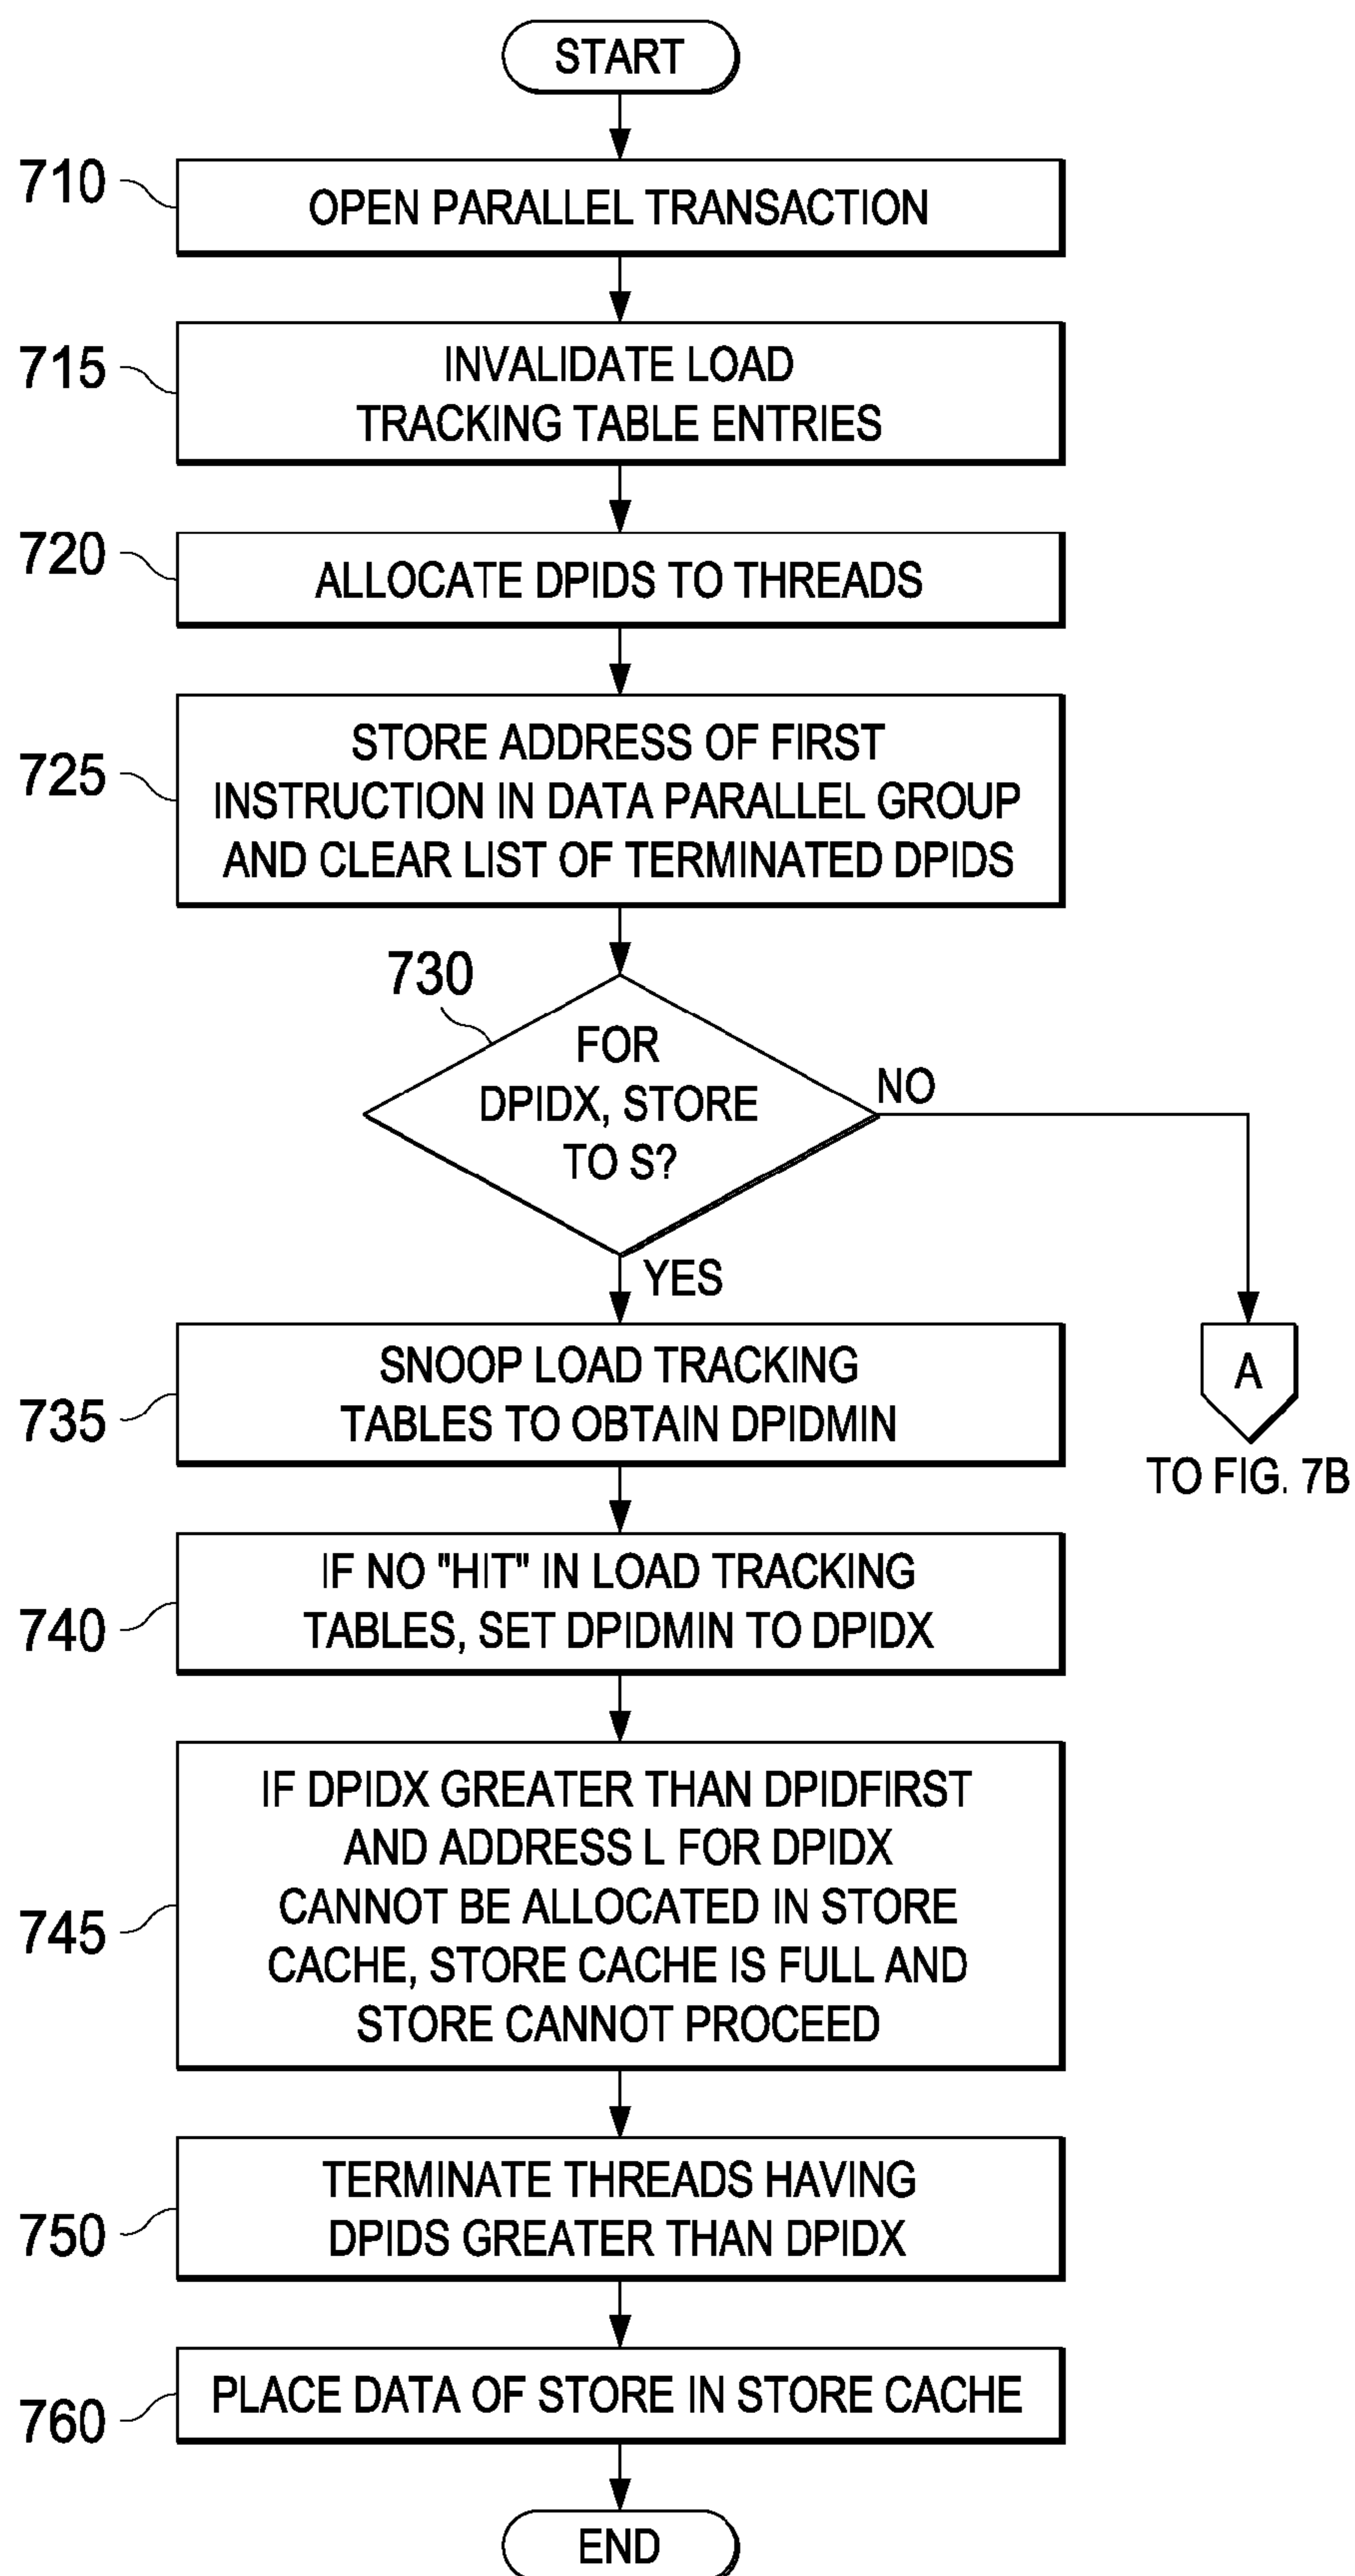 START
710
OPEN PARALLEL TRANSACTION
715
INVALIDATE LOAD
TRACKING TABLE ENTRIES
720
ALLOCATE DPIDS TO THREADS
725
STORE ADDRESS OF FIRST
INSTRUCTION IN DATA PARALLEL GROUP
AND CLEAR LIST OF TERMINATED DPIDS
730
FOR
DPIDX, STORE
TO S?
NO
YES
A
TO FIG. 7B
735
SNOOP LOAD TRACKING
TABLES TO OBTAIN DPIDMIN
740
IF NO "HIT" IN LOAD TRACKING
TABLES, SET DPIDMIN TO DPIDX
745
IF DPIDX GREATER THAN DPIDFIRST
AND ADDRESS L FOR DPIDX
CANNOT BE ALLOCATED IN STORE
CACHE, STORE CACHE IS FULL AND
STORE CANNOT PROCEED
750
TERMINATE THREADS HAVING
DPIDS GREATER THAN DPIDX
760
PLACE DATA OF STORE IN STORE CACHE
END